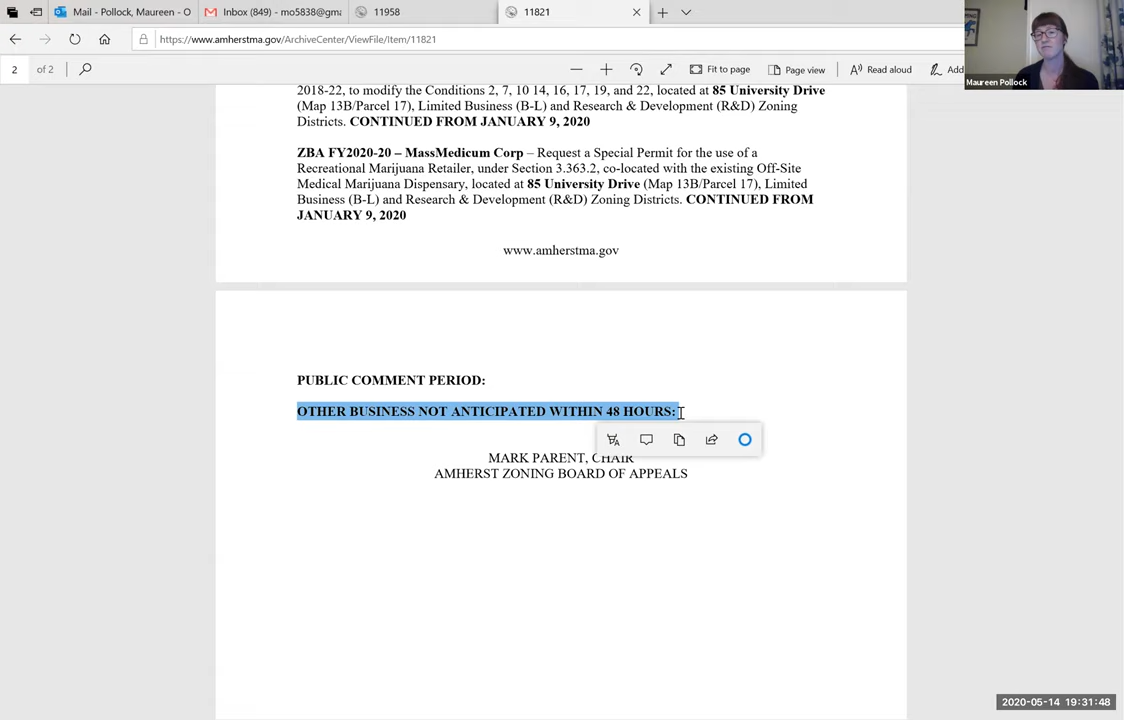 Mail - Pollock, Maureen - O
Inbox (849) - mo5838@gma
11958
11821
https://www.amherstma.gov/ArchiveCenter/ViewFile/Item/11821
2
of 2
Fit to page
Page view
Read aloud
Add
Maureen Pollock
2018-22, to modify the Conditions 2, 7, 10 14, 16, 17, 19, and 22, located at 85 University Drive
(Map 13B/Parcel 17), Limited Business (B-L) and Research & Development (R&D) Zoning
Districts. CONTINUED FROM JANUARY 9, 2020
ZBA FY2020-20 – MassMedicum Corp – Request a Special Permit for the use of a
Recreational Marijuana Retailer, under Section 3.363.2, co-located with the existing Off-Site
Medical Marijuana Dispensary, located at 85 University Drive (Map 13B/Parcel 17), Limited
Business (B-L) and Research & Development (R&D) Zoning Districts. CONTINUED FROM
JANUARY 9, 2020
www.amherstma.gov
PUBLIC COMMENT PERIOD:
OTHER BUSINESS NOT ANTICIPATED WITHIN 48 HOURS:
MARK PARENT, CHAIR
AMHERST ZONING BOARD OF APPEALS
2020-05-14 19:31:48